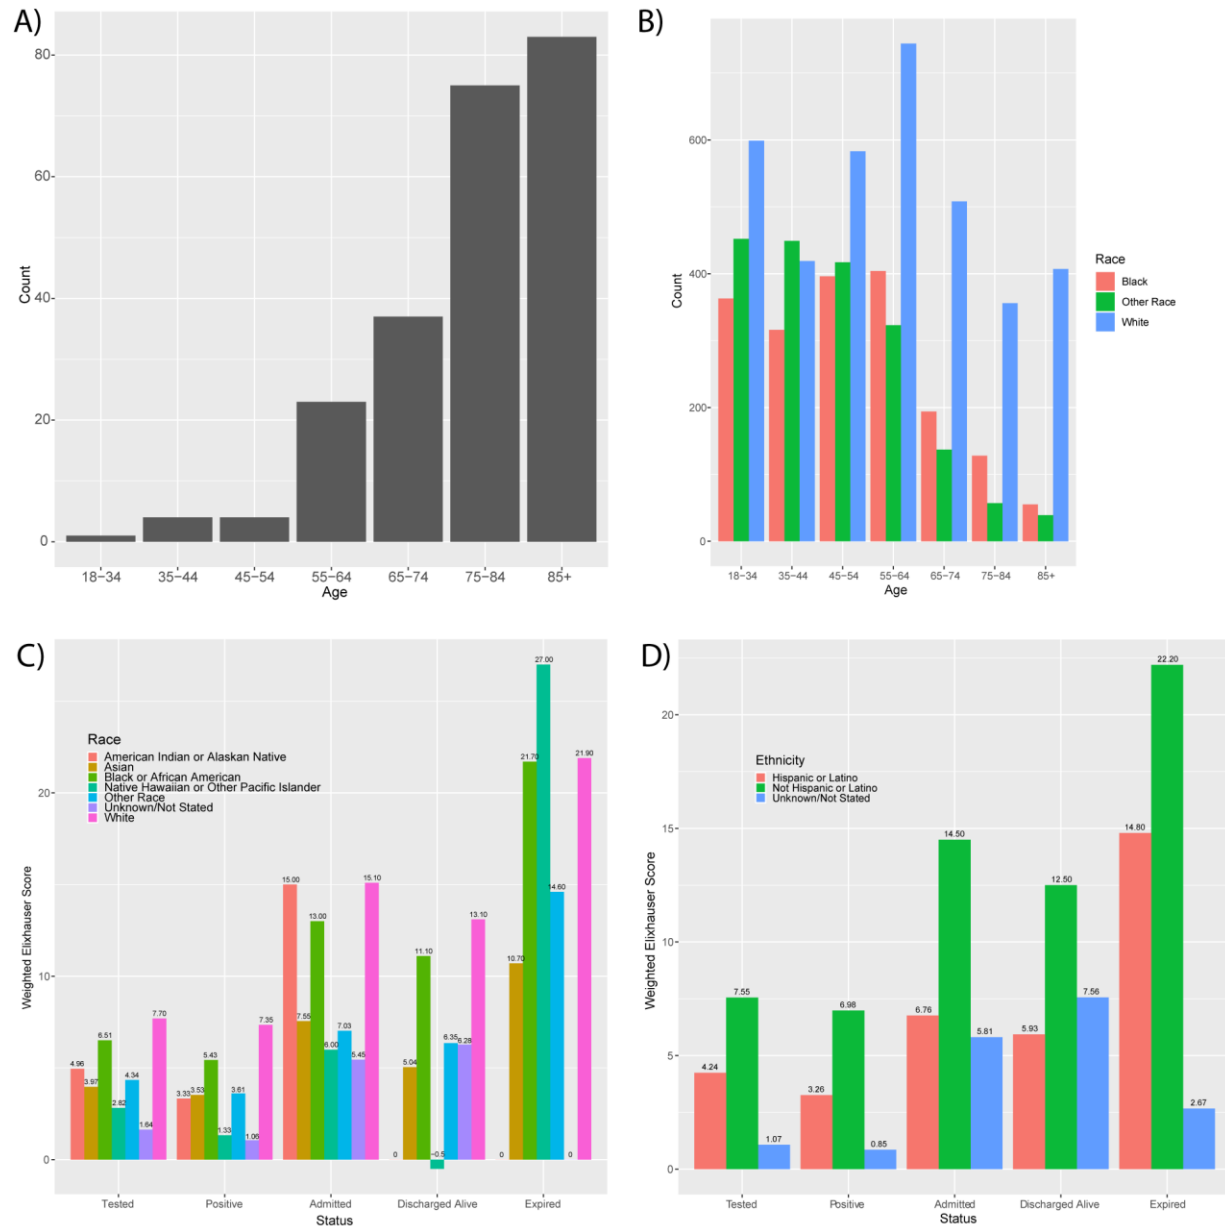 A)
80
60
40
20
0
Count
18−34 35−44 45−54 55−64 65−74 75−84 85+
Age
B)
600
400
200
0
Count
18−34 35−44 45−54 55−64 65−74 75−84 85+
Age
Race
Black
Other Race
White
C)
Race
American Indian or Alaskan Native
Asian
Black or African American
Native Hawaiian or Other Pacific Islander
Other Race
Unknown/Not Stated
White
20
10
0
Weighted Elixhauser Score
4.96 3.97 6.51 2.82 4.34 1.64 7.70
3.33 3.53 5.43 1.33 3.61 1.06 7.35
15.00 7.55 13.00 6.00 7.03 5.45 15.10
0 5.04 11.10 −0.5 6.35 6.28 13.10
0 10.70 21.70 27.00 14.60 0 21.90
Tested Positive Admitted Discharged Alive Expired
Status
D)
Ethnicity
Hispanic or Latino
Not Hispanic or Latino
Unknown/Not Stated
20
15
10
5
0
Weighted Elixhauser Score
4.24 7.55 1.07
3.26 6.98 0.85
6.76 14.50 5.81
5.93 12.50 7.56
14.80 22.20 2.67
Tested Positive Admitted Discharged Alive Expired
Status